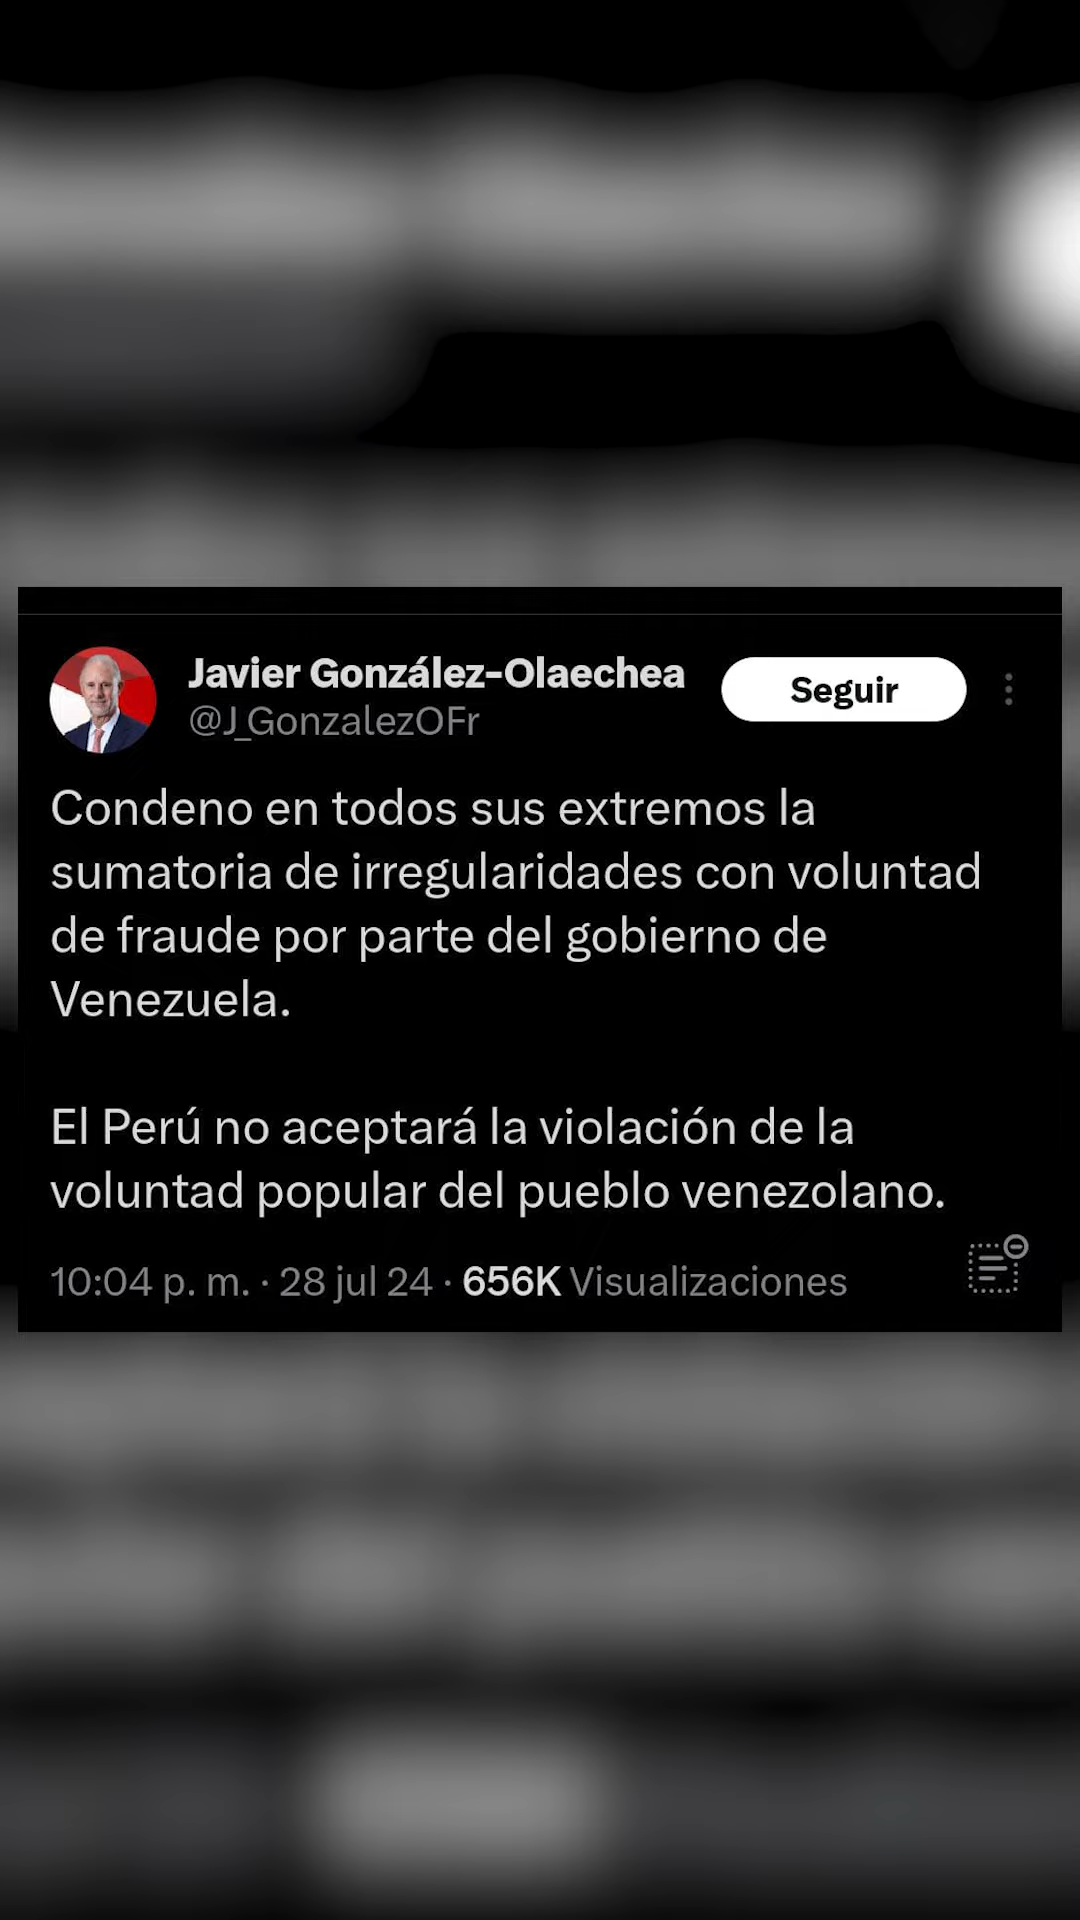 Javier González-Olaechea
@J_GonzalezOFr
Seguir
Condeno en todos sus extremos la
sumatoria de irregularidades con voluntad
de fraude por parte del gobierno de
Venezuela.
El Perú no aceptará la violación de la
voluntad popular del pueblo venezolano.
10:04 p. m. · 28 jul 24 · 656K Visualizaciones